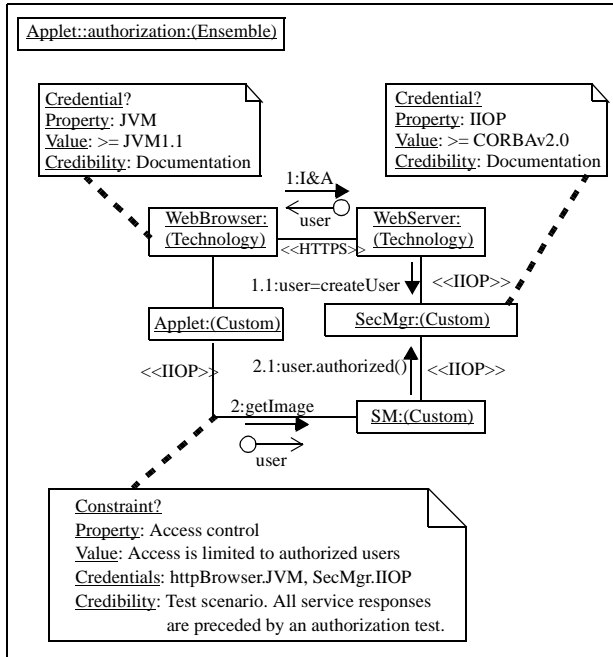 Applet::authorization:(Ensemble)
Credential?
Property: JVM
Value: >= JVM1.1
Credibility: Documentation
Credential?
Property: IIOP
Value: >= CORBAv2.0
Credibility: Documentation
1:I&A
user
WebBrowser:
(Technology)
<<HTTPS>>
WebServer:
(Technology)
1.1:user=createUser
<<IIOP>>
Applet:(Custom)
SecMgr:(Custom)
<<IIOP>>
2.1:user.authorized()
<<IIOP>>
2:getImage
user
SM:(Custom)
Constraint?
Property: Access control
Value: Access is limited to authorized users
Credentials: httpBrowser.JVM, SecMgr.IIOP
Credibility: Test scenario. All service responses
are preceded by an authorization test.